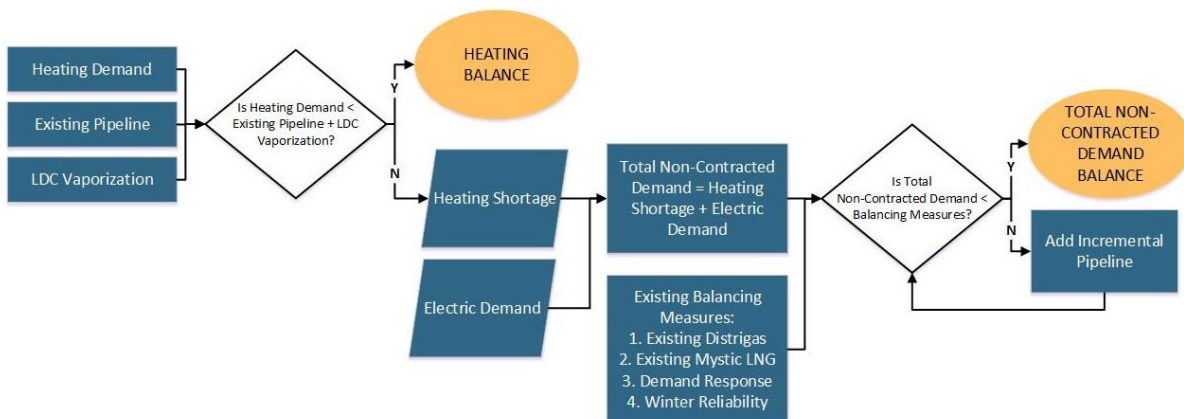 Heating Demand
Existing Pipeline
LDC Vaporization
Is Heating Demand <
Existing Pipeline + LDC
Vaporization?
Y
N
HEATING
BALANCE
Heating Shortage
Electric Demand
Total Non-Contracted
Demand = Heating
Shortage + Electric
Demand
Existing Balancing
Measures:
1. Existing Distrigas
2. Existing Mystic LNG
3. Demand Response
4. Winter Reliability
Is Total
Non-Contracted Demand <
Balancing Measures?
Y
N
TOTAL NON-
CONTRACTED
DEMAND
BALANCE
Add Incremental
Pipeline